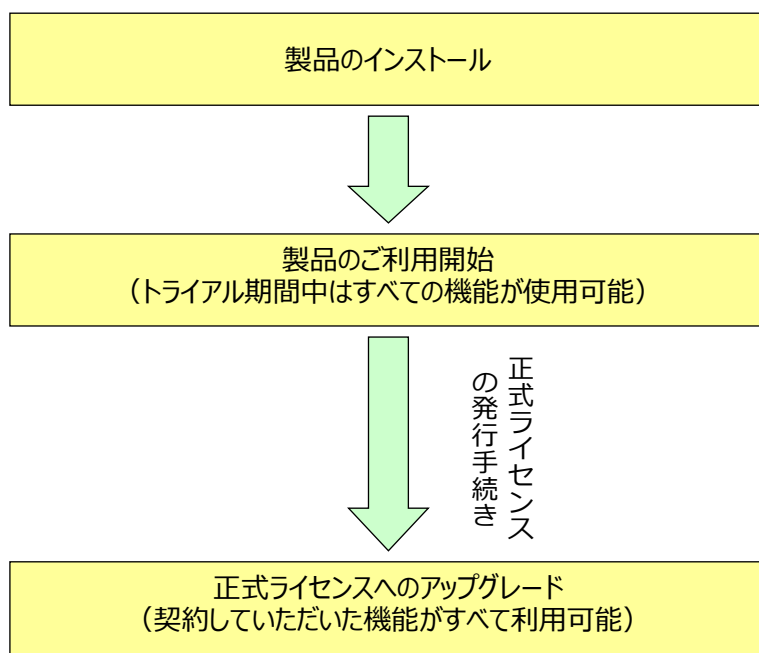 製品のインストール
製品のご利用開始
（トライアル期間中はすべての機能が使用可能）
正式ライセンス
の発行手続き
正式ライセンスへのアップグレード
（契約していただいた機能がすべて利用可能）